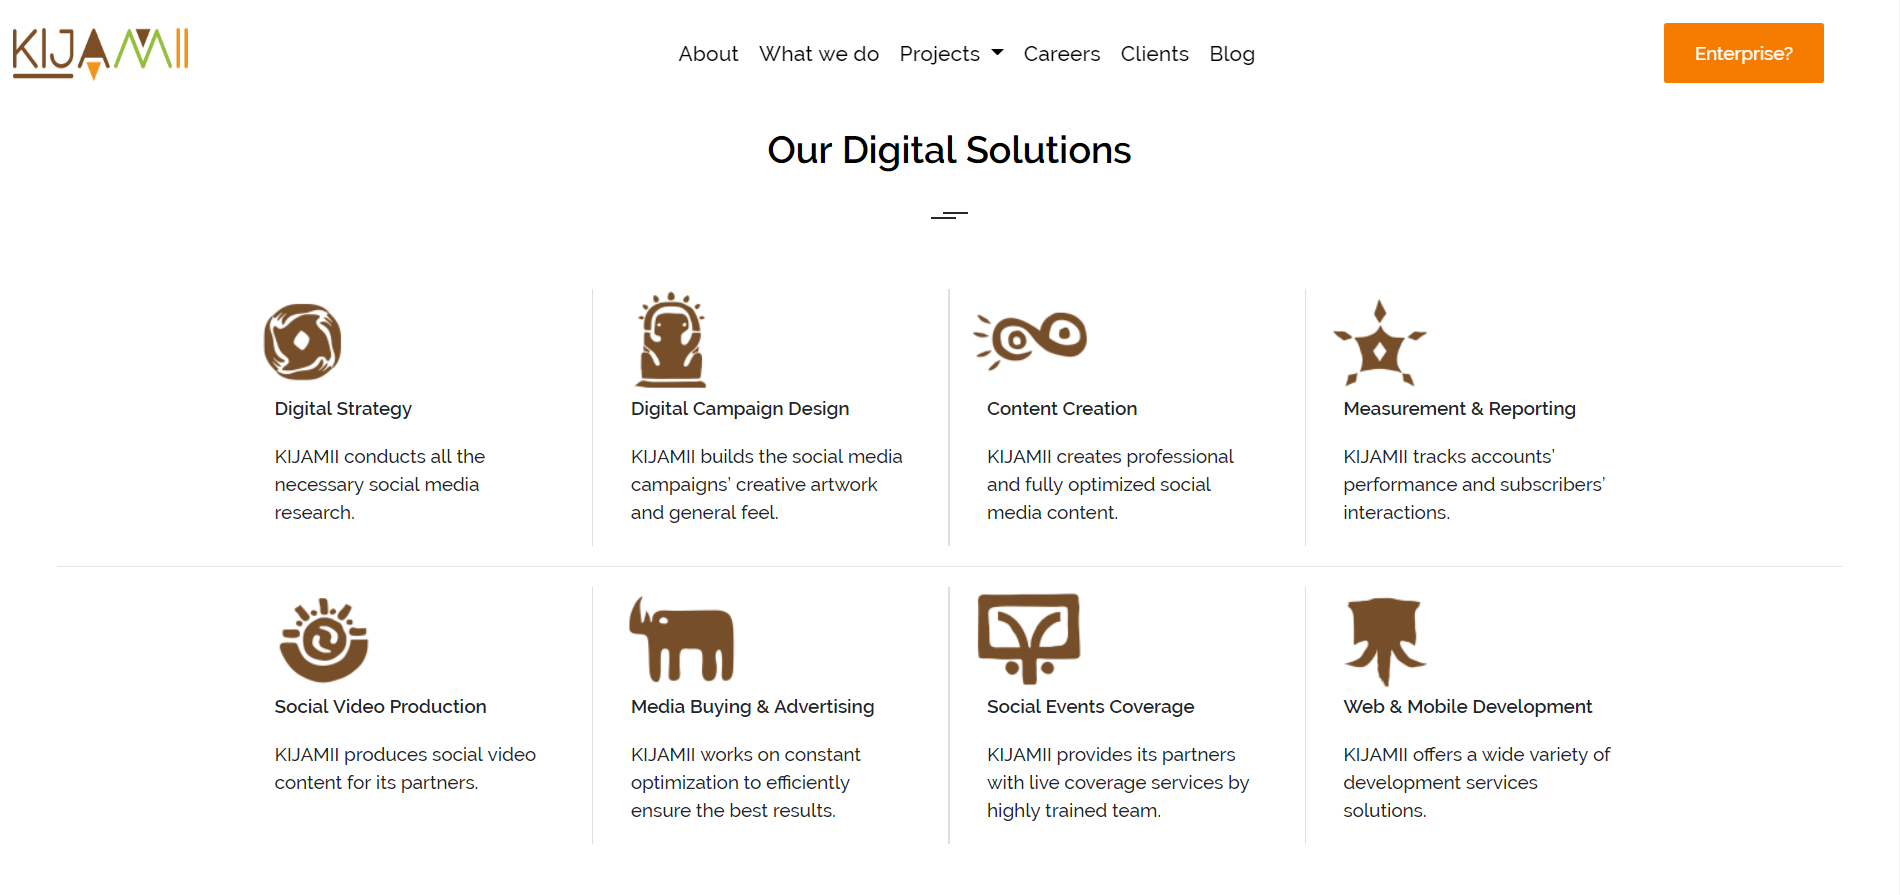 KIJAMII
About What we do Projects Careers Clients Blog
Enterprise?
Our Digital Solutions
Digital Strategy
KIJAMII conducts all the
necessary social media
research.
Digital Campaign Design
KIJAMII builds the social media
campaigns’ creative artwork
and general feel.
Content Creation
KIJAMII creates professional
and fully optimized social
media content.
Measurement & Reporting
KIJAMII tracks accounts’
performance and subscribers’
interactions.
Social Video Production
KIJAMII produces social video
content for its partners.
Media Buying & Advertising
KIJAMII works on constant
optimization to efficiently
ensure the best results.
Social Events Coverage
KIJAMII provides its partners
with live coverage services by
highly trained team.
Web & Mobile Development
KIJAMII offers a wide variety of
development services
solutions.